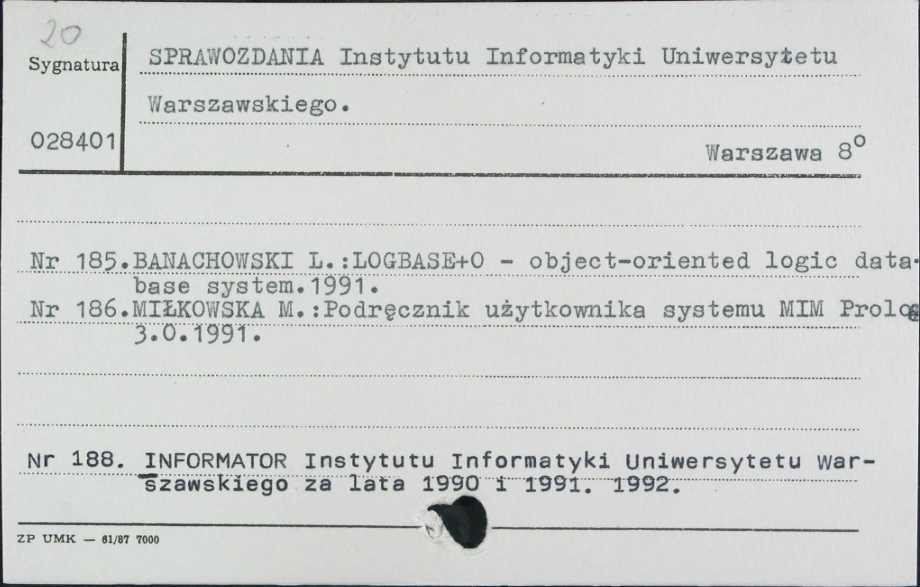 20
Sygnatura
SPRAWOZDANIA Instytutu Informatyki Uniwersytetu
Warszawskiego.
028401
Warszawa 8º
Nr 185. BANACHOWSKI L.:LOGBASE+O - object-oriented logic data-
base system.1991.
Nr 186. MIŁKOWSKA M.:Podręcznik użytkownika systemu MIM Prolog
3.0.1991.
Nr 188. INFORMATOR Instytutu Informatyki Uniwersytetu War-
szawskiego za lata 1990 i 1991. 1992.
ZP UMK — 61/87 7000